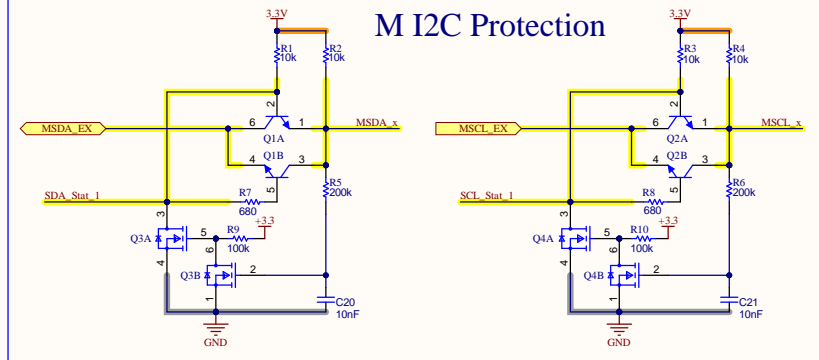 M I2C Protection
3.3V
R1
10k
R2
10k
2
MSDA_EX
6
1
MSDA_x
Q1A
Q1B
4
3
5
R5
200k
SDA_Stat_1
R7
680
3
Q3A
5
R9
100k
+3.3
4
6
Q3B
2
1
C20
10nF
GND
3.3V
R3
10k
R4
10k
2
MSCL_EX
6
1
MSCL_x
Q2A
Q2B
4
3
5
R6
200k
SCL_Stat_1
R8
680
3
Q4A
5
R10
100k
+3.3
4
6
Q4B
2
1
C21
10nF
GND